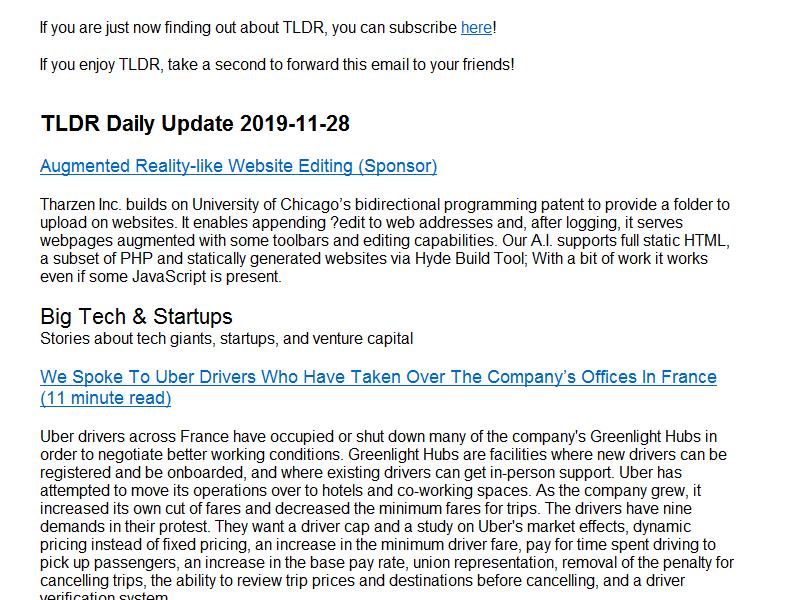 If you are just now finding out about TLDR, you can subscribe here!
If you enjoy TLDR, take a second to forward this email to your friends!
TLDR Daily Update 2019-11-28
Augmented Reality-like Website Editing (Sponsor)
Tharzen Inc. builds on University of Chicago’s bidirectional programming patent to provide a folder to
upload on websites. It enables appending ?edit to web addresses and, after logging, it serves
webpages augmented with some toolbars and editing capabilities. Our A.I. supports full static HTML,
a subset of PHP and statically generated websites via Hyde Build Tool; With a bit of work it works
even if some JavaScript is present.
Big Tech & Startups
Stories about tech giants, startups, and venture capital
We Spoke To Uber Drivers Who Have Taken Over The Company’s Offices In France
(11 minute read)
Uber drivers across France have occupied or shut down many of the company's Greenlight Hubs in
order to negotiate better working conditions. Greenlight Hubs are facilities where new drivers can be
registered and be onboarded, and where existing drivers can get in-person support. Uber has
attempted to move its operations over to hotels and co-working spaces. As the company grew, it
increased its own cut of fares and decreased the minimum fares for trips. The drivers have nine
demands in their protest. They want a driver cap and a study on Uber's market effects, dynamic
pricing instead of fixed pricing, an increase in the minimum driver fare, pay for time spent driving to
pick up passengers, an increase in the base pay rate, union representation, removal of the penalty for
cancelling trips, the ability to review trip prices and destinations before cancelling, and a driver
verification system.